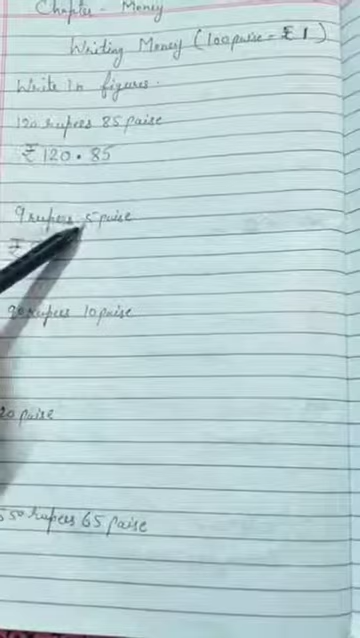 Chapter - Money
Writing Money (100 paise = ₹ 1)
Write in figures.
120 rupees 85 paise
₹ 120.85
9 rupees 5 paise
₹
90 rupees 10 paise
20 paise
550 rupees 65 paise